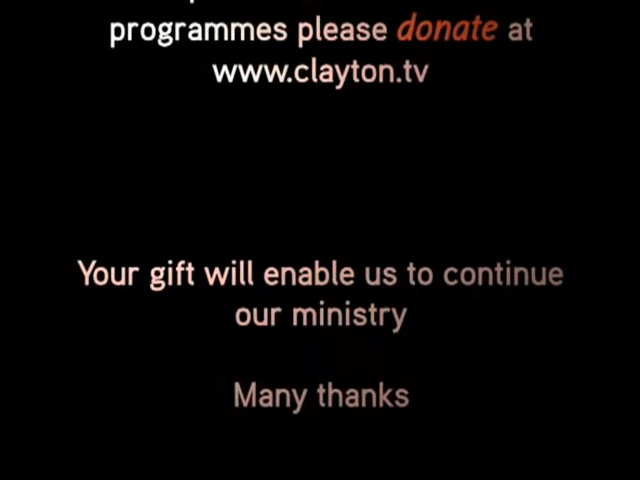 programmes please donate at
www.clayton.tv
Your gift will enable us to continue
our ministry
Many thanks